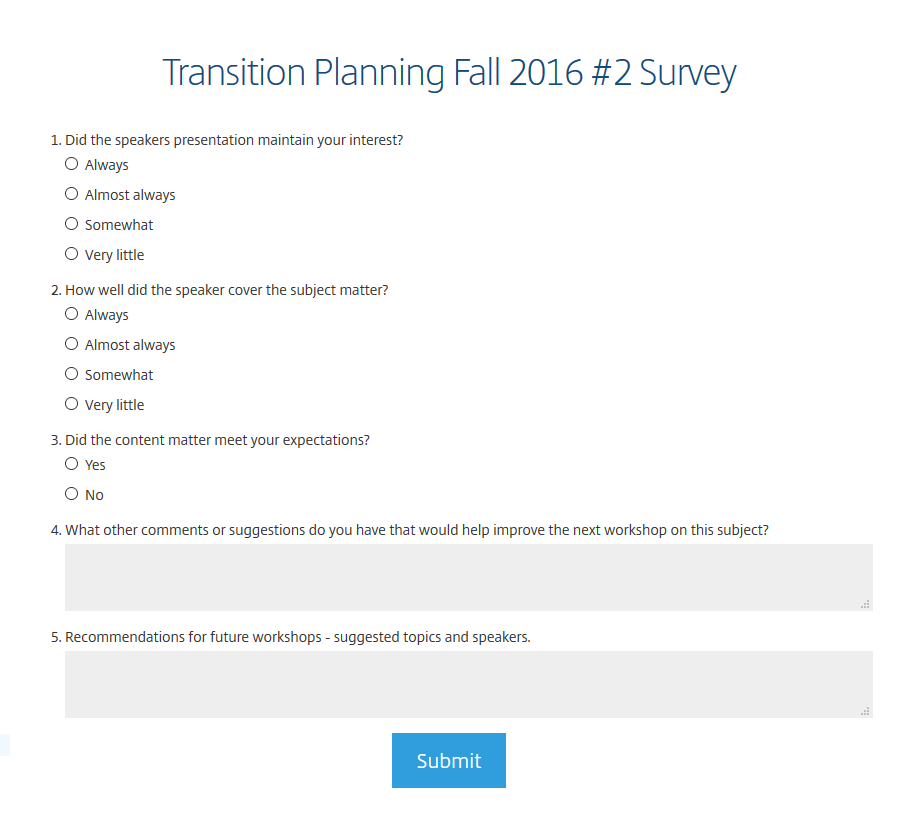 Transition Planning Fall 2016 #2 Survey
1. Did the speakers presentation maintain your interest?
Always
Almost always
Somewhat
Very little
2. How well did the speaker cover the subject matter?
Always
Almost always
Somewhat
Very little
3. Did the content matter meet your expectations?
Yes
No
4. What other comments or suggestions do you have that would help improve the next workshop on this subject?
5. Recommendations for future workshops - suggested topics and speakers.
Submit